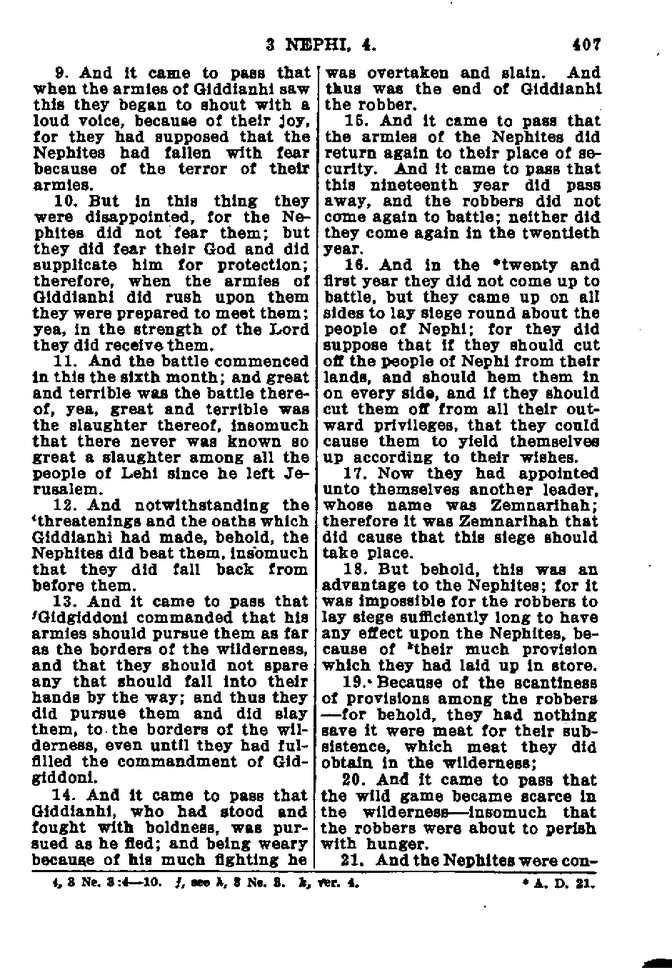 3 NEPHI, 4. 407
9. And it came to pass that
when the armies of Giddianhi saw
this they began to shout with a
loud voice, because of their joy,
for they had supposed that the
Nephites had fallen with fear
because of the terror of their
armies.
10. But in this thing they
were disappointed, for the Ne-
phites did not fear them; but
they did fear their God and did
supplicate him for protection;
therefore, when the armies of
Giddianhi did rush upon them
they were prepared to meet them;
yea, in the strength of the Lord
they did receive them.
11. And the battle commenced
in this the sixth month; and great
and terrible was the battle there-
of, yea, great and terrible was
the slaughter thereof, insomuch
that there never was known so
great a slaughter among all the
people of Lehi since he left Je-
rusalem.
12. And notwithstanding the
ithreatenings and the oaths which
Giddianhi had made, behold, the
Nephites did beat them, insomuch
that they did fall back from
before them.
13. And it came to pass that
jGidgiddoni commanded that his
armies should pursue them as far
as the borders of the wilderness,
and that they should not spare
any that should fall into their
hands by the way; and thus they
did pursue them and did slay
them, to the borders of the wil-
derness, even until they had ful-
filled the commandment of Gid-
giddoni.
14. And it came to pass that
Giddianhi, who had stood and
fought with boldness, was pur-
sued as he fled; and being weary
because of his much fighting he
was overtaken and slain. And
thus was the end of Giddianhi
the robber.
15. And it came to pass that
the armies of the Nephites did
return again to their place of se-
curity. And it came to pass that
this nineteenth year did pass
away, and the robbers did not
come again to battle; neither did
they come again in the twentieth
year.
16. And in the *twenty and
first year they did not come up to
battle, but they came up on all
sides to lay siege round about the
people of Nephi; for they did
suppose that if they should cut
off the people of Nephi from their
lands, and should hem them in
on every side, and if they should
cut them off from all their out-
ward privileges, that they could
cause them to yield themselves
up according to their wishes.
17. Now they had appointed
unto themselves another leader,
whose name was Zemnarihah;
therefore it was Zemnarihah that
did cause that this siege should
take place.
18. But behold, this was an
advantage to the Nephites; for it
was impossible for the robbers to
lay siege sufficiently long to have
any effect upon the Nephites, be-
cause of ktheir much provision
which they had laid up in store.
19. Because of the scantiness
of provisions among the robbers
—for behold, they had nothing
save it were meat for their sub-
sistence, which meat they did
obtain in the wilderness;
20. And it came to pass that
the wild game became scarce in
the wilderness—insomuch that
the robbers were about to perish
with hunger.
21. And the Nephites were con-
i, 3 Ne. 3:4—10. j, see h, 3 Ne. 3. k, ver. 4. * A. D. 21.